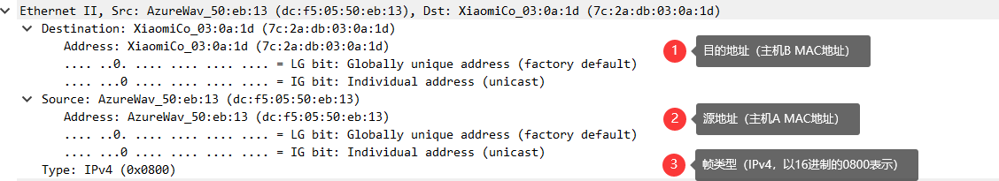 Ethernet II, Src: AzureWav_50:eb:13 (dc:f5:05:50:eb:13), Dst: XiaomiCo_03:0a:1d (7c:2a:db:03:0a:1d)
Destination: XiaomiCo_03:0a:1d (7c:2a:db:03:0a:1d)
Address: XiaomiCo_03:0a:1d (7c:2a:db:03:0a:1d)
1 目的地址（主机B MAC地址)
.... ..0. .... .... .... .... = LG bit: Globally unique address (factory default)
.... ...0 .... .... .... .... = IG bit: Individual address (unicast)
Source: AzureWav_50:eb:13 (dc:f5:05:50:eb:13)
Address: AzureWav_50:eb:13 (dc:f5:05:50:eb:13)
2 源地址（主机A MAC地址)
.... ..0. .... .... .... .... = LG bit: Globally unique address (factory default)
.... ...0 .... .... .... .... = IG bit: Individual address (unicast)
Type: IPv4 (0x0800)
3 帧类型（IPv4，以16进制的0800表示)